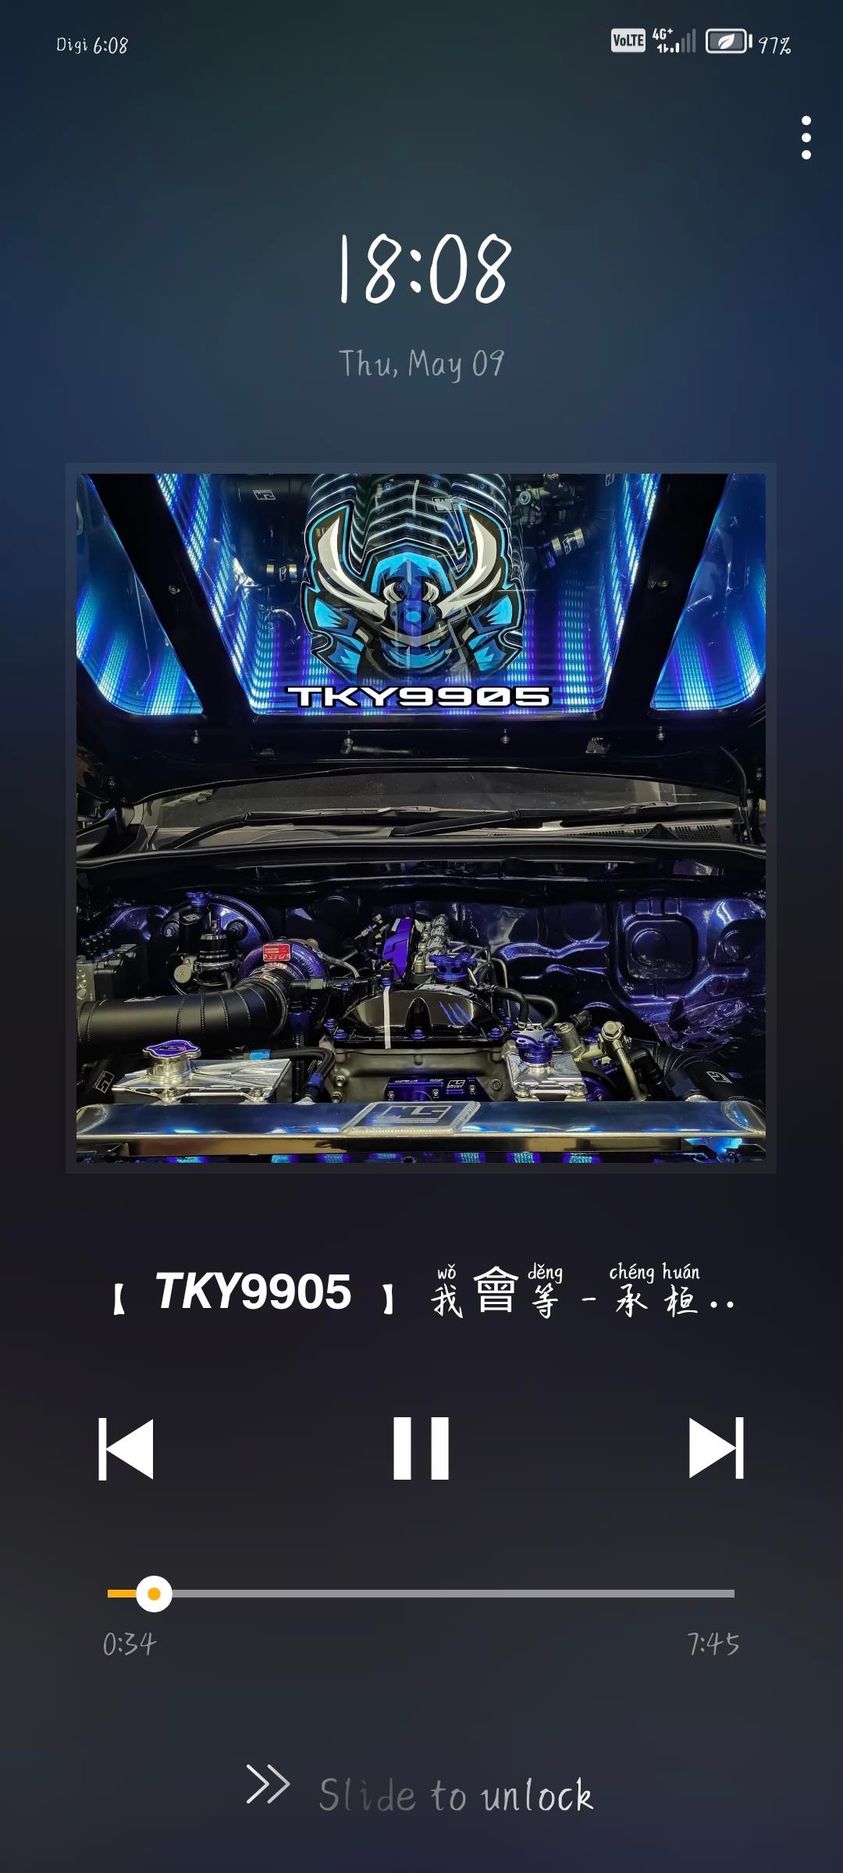 Digi 6:08
VoLTE 4G+ 97%
18:08
Thu, May 09
TKY9905
【 TKY9905 】 我會等 - 承桓..
wǒ děng chéng huán
0:34 7:45
Slide to unlock